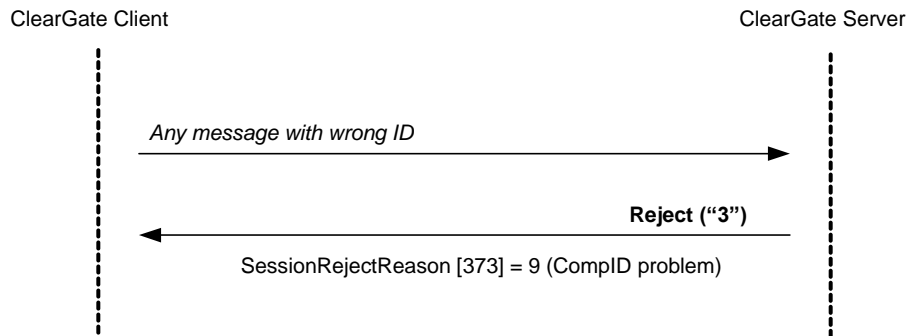 ClearGate Client
ClearGate Server
Any message with wrong ID
Reject (“3”)
SessionRejectReason [373] = 9 (CompID problem)